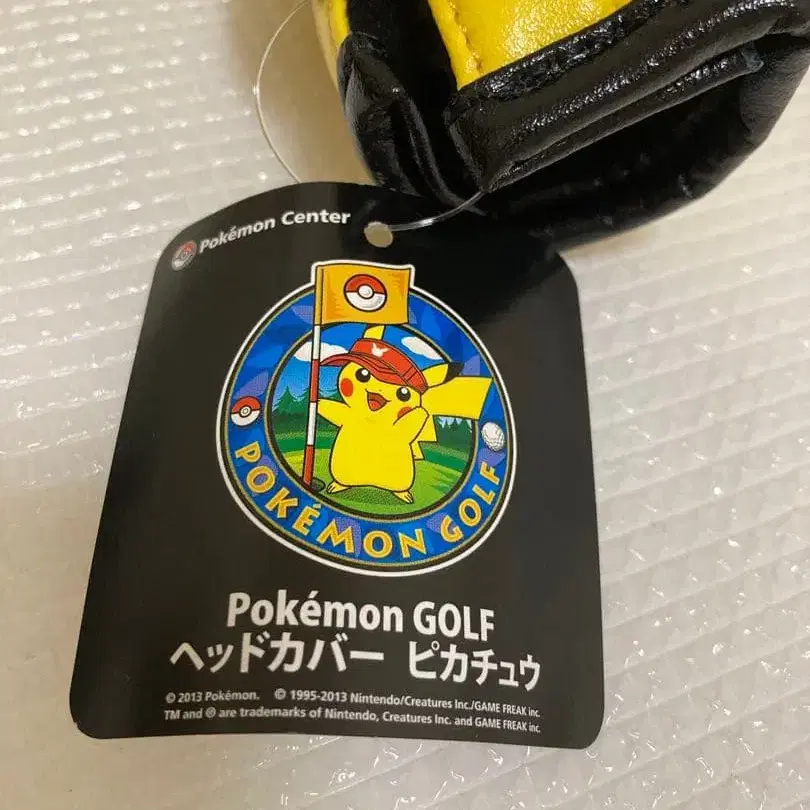 Pokémon Center
POKÉMON GOLF
Pokémon GOLF
ヘッドカバー ピカチュウ
© 2013 Pokémon. © 1995-2013 Nintendo/Creatures Inc./GAME FREAK inc.
TM and ® are trademarks of Nintendo, Creatures Inc. and GAME FREAK inc.